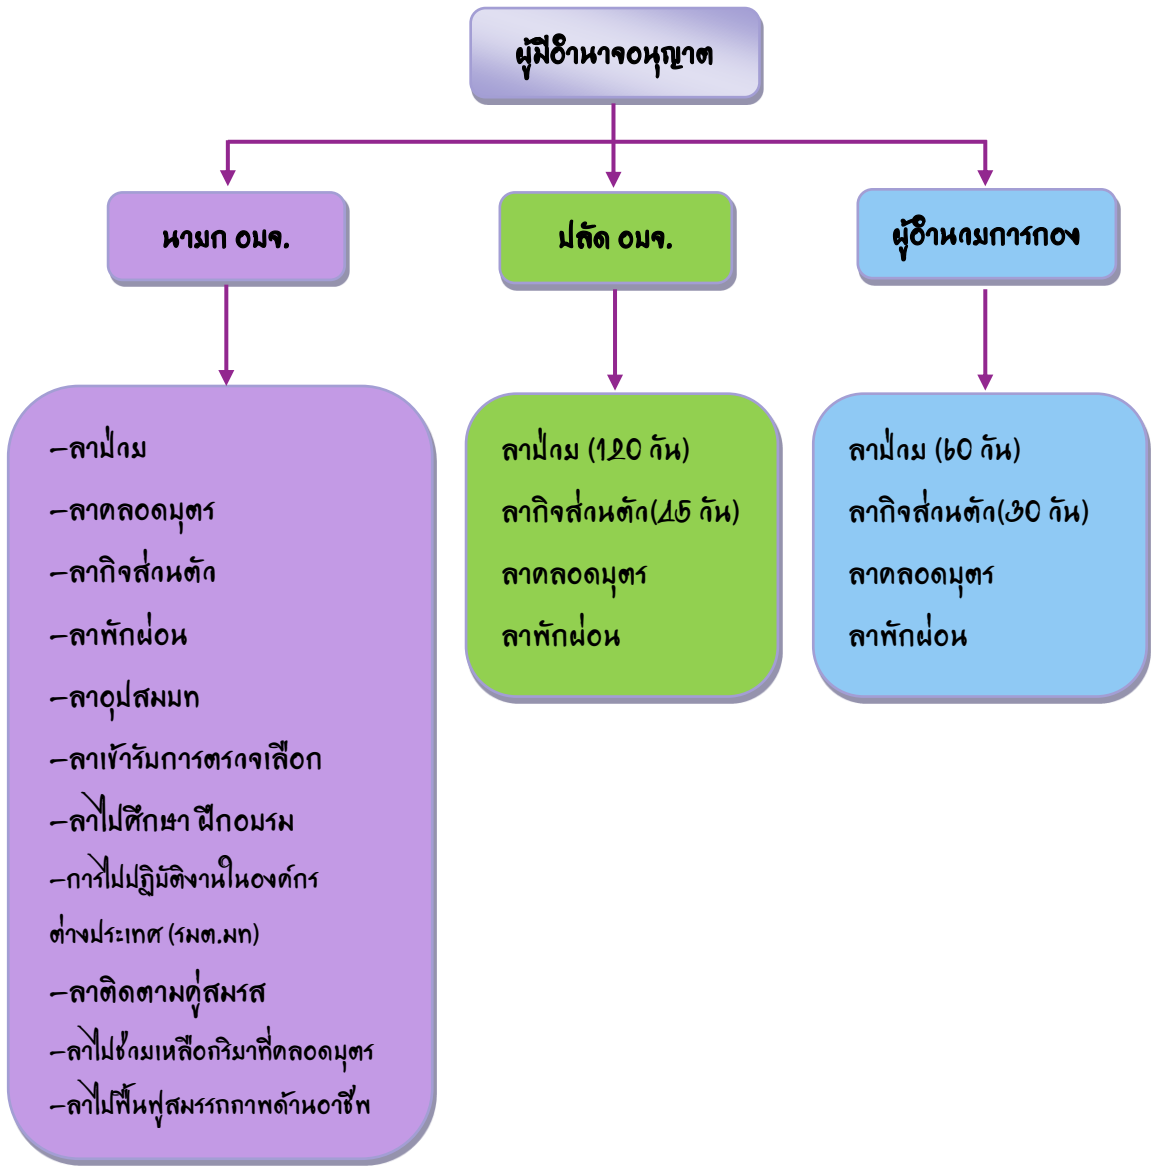 ผู้มีอำนาจอนุญาต
นายก อบจ.
ปลัด อบจ.
ผู้อำนวยการกอง
-ลาป่วย
-ลาคลอดบุตร
-ลากิจส่วนตัว
-ลาพักผ่อน
-ลาอุปสมบท
-ลาเข้ารับการตรวจเลือก
-ลาไปศึกษา ฝึกอบรม
-การไปปฏิบัติงานในองค์กร
ต่างประเทศ (รมต.มท)
-ลาติดตามคู่สมรส
-ลาไปช่วยเหลือภริยาที่คลอดบุตร
-ลาไปฟื้นฟูสมรรถภาพด้านอาชีพ
ลาป่วย (120 วัน)
ลากิจส่วนตัว(45 วัน)
ลาคลอดบุตร
ลาพักผ่อน
ลาป่วย (60 วัน)
ลากิจส่วนตัว(30 วัน)
ลาคลอดบุตร
ลาพักผ่อน